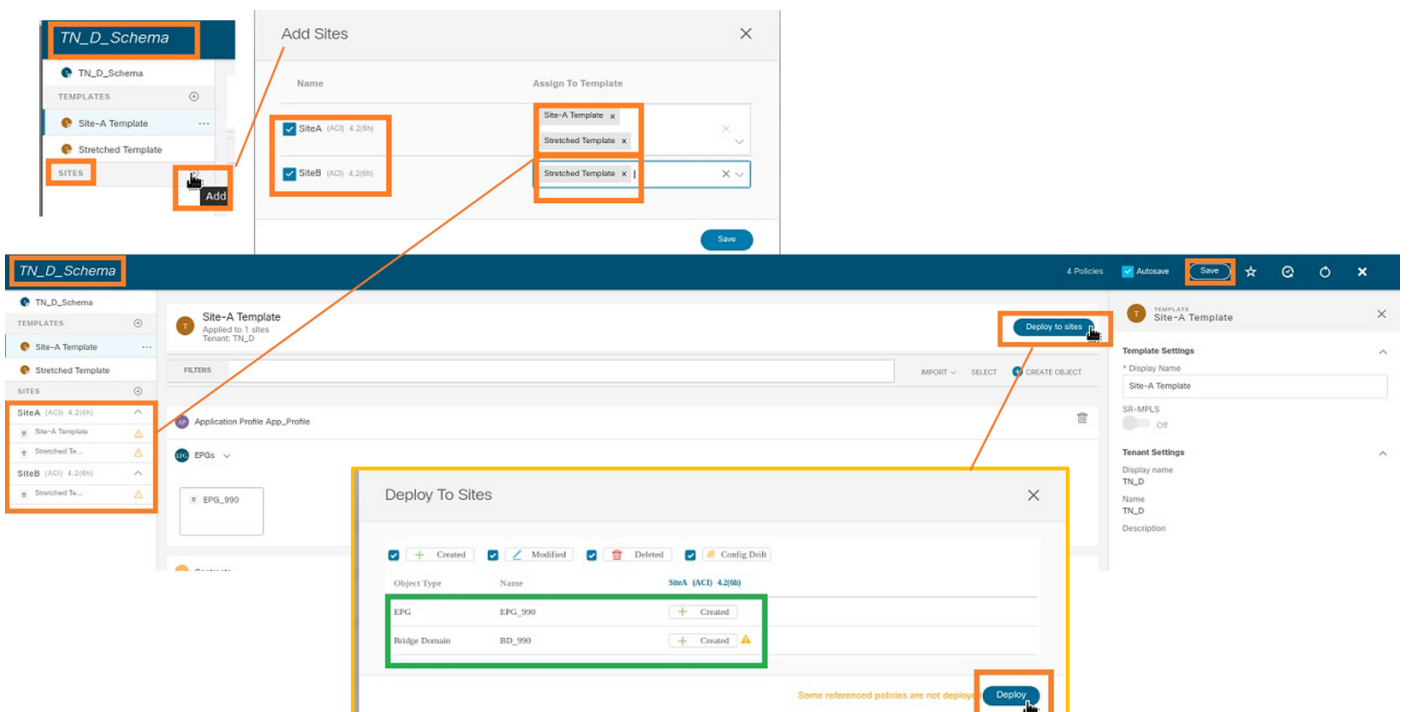 TN_D_Schema
TN_D_Schema
TEMPLATES
Site-A Template
Stretched Template
SITES
Add
Add Sites
Name
Assign To Template
SiteA (ACI) 4.2(6h)
Site-A Template x
Stretched Template x
SiteB (ACI) 4.2(6h)
Stretched Template x
Save
TN_D_Schema
4 Policies
Autosave
Save
TN_D_Schema
TEMPLATES
Site-A Template
Stretched Template
SITES
SiteA (ACI) 4.2(6h)
Site-A Template
Stretched Te...
SiteB (ACI) 4.2(6h)
Stretched Te...
T
Site-A Template
Applied to 1 sites
Tenant: TN_D
Deploy to sites
FILTERS
IMPORT
SELECT
CREATE OBJECT
AP
Application Profile App_Profile
EPG
EPGs
EPG_990
T
TEMPLATE
Site-A Template
Template Settings
* Display Name
Site-A Template
SR-MPLS
Off
Tenant Settings
Display name
TN_D
Name
TN_D
Description
Deploy To Sites
Created
Modified
Deleted
Config Drift
Object Type
Name
SiteA (ACI) 4.2(6h)
EPG
EPG_990
Created
Bridge Domain
BD_990
Created
Some referenced policies are not deploye
Deploy